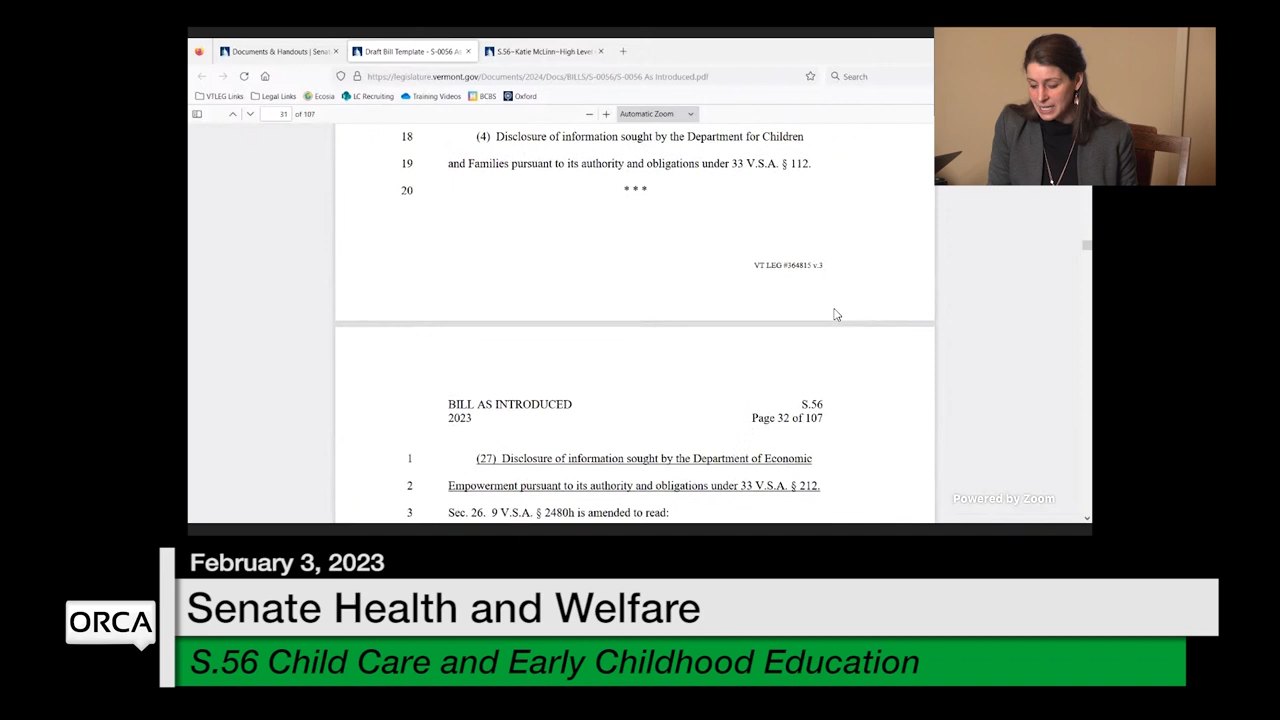 Documents & Handouts | Senat
Draft Bill Template - S-0056 As
S.56~Katie McLinn~High Level
https://legislature.vermont.gov/Documents/2024/Docs/BILLS/S-0056/S-0056 As Introduced.pdf
Search
VTLEG Links
Legal Links
Ecosia
LC Recruiting
Training Videos
BCBS
Oxford
31 of 107
Automatic Zoom
18 (4) Disclosure of information sought by the Department for Children
19 and Families pursuant to its authority and obligations under 33 V.S.A. § 112.
20 * * *
VT LEG #364815 v.3
BILL AS INTRODUCED S.56
2023 Page 32 of 107
1 (27) Disclosure of information sought by the Department of Economic
2 Empowerment pursuant to its authority and obligations under 33 V.S.A. § 212.
3 Sec. 26. 9 V.S.A. § 2480h is amended to read:
Powered by Zoom
February 3, 2023
ORCA
Senate Health and Welfare
S.56 Child Care and Early Childhood Education